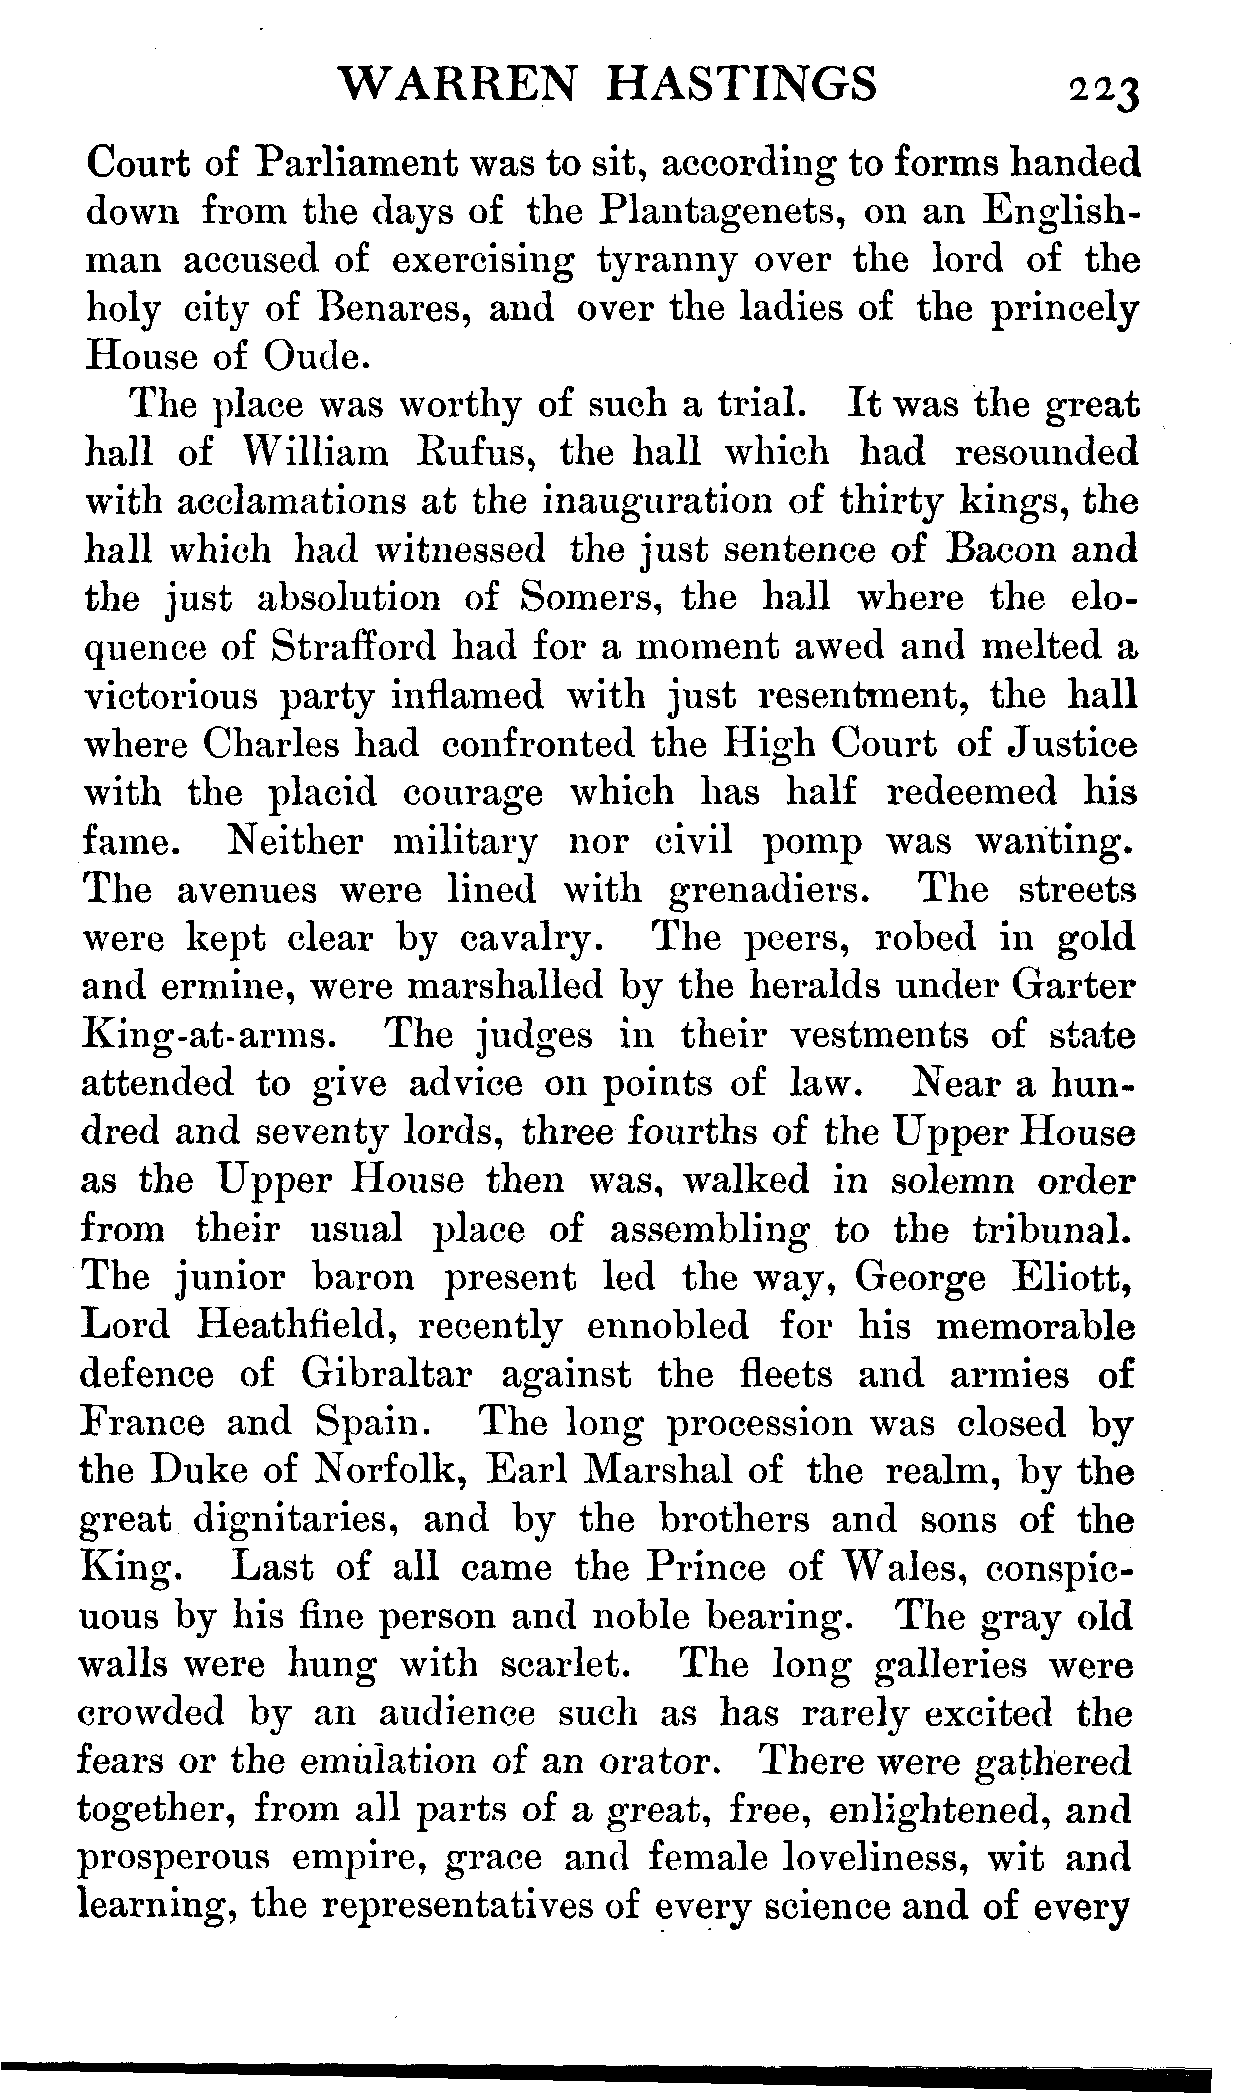 WARREN HASTINGS 223
Court of Parliament was to sit, according to forms handed
down from the days of the Plantagenets, on an English-
man accused of exercising tyranny over the lord of the
holy city of Benares, and over the ladies of the princely
House of Oude.
The place was worthy of such a trial. It was the great
hall of William Rufus, the hall which had resounded
with acclamations at the inauguration of thirty kings, the
hall which had witnessed the just sentence of Bacon and
the just absolution of Somers, the hall where the elo-
quence of Strafford had for a moment awed and melted a
victorious party inflamed with just resentment, the hall
where Charles had confronted the High Court of Justice
with the placid courage which has half redeemed his
fame. Neither military nor civil pomp was wanting.
The avenues were lined with grenadiers. The streets
were kept clear by cavalry. The peers, robed in gold
and ermine, were marshalled by the heralds under Garter
King-at-arms. The judges in their vestments of state
attended to give advice on points of law. Near a hun-
dred and seventy lords, three fourths of the Upper House
as the Upper House then was, walked in solemn order
from their usual place of assembling to the tribunal.
The junior baron present led the way, George Eliott,
Lord Heathfield, recently ennobled for his memorable
defence of Gibraltar against the fleets and armies of
France and Spain. The long procession was closed by
the Duke of Norfolk, Earl Marshal of the realm, by the
great dignitaries, and by the brothers and sons of the
King. Last of all came the Prince of Wales, conspic-
uous by his fine person and noble bearing. The gray old
walls were hung with scarlet. The long galleries were
crowded by an audience such as has rarely excited the
fears or the emulation of an orator. There were gathered
together, from all parts of a great, free, enlightened, and
prosperous empire, grace and female loveliness, wit and
learning, the representatives of every science and of every